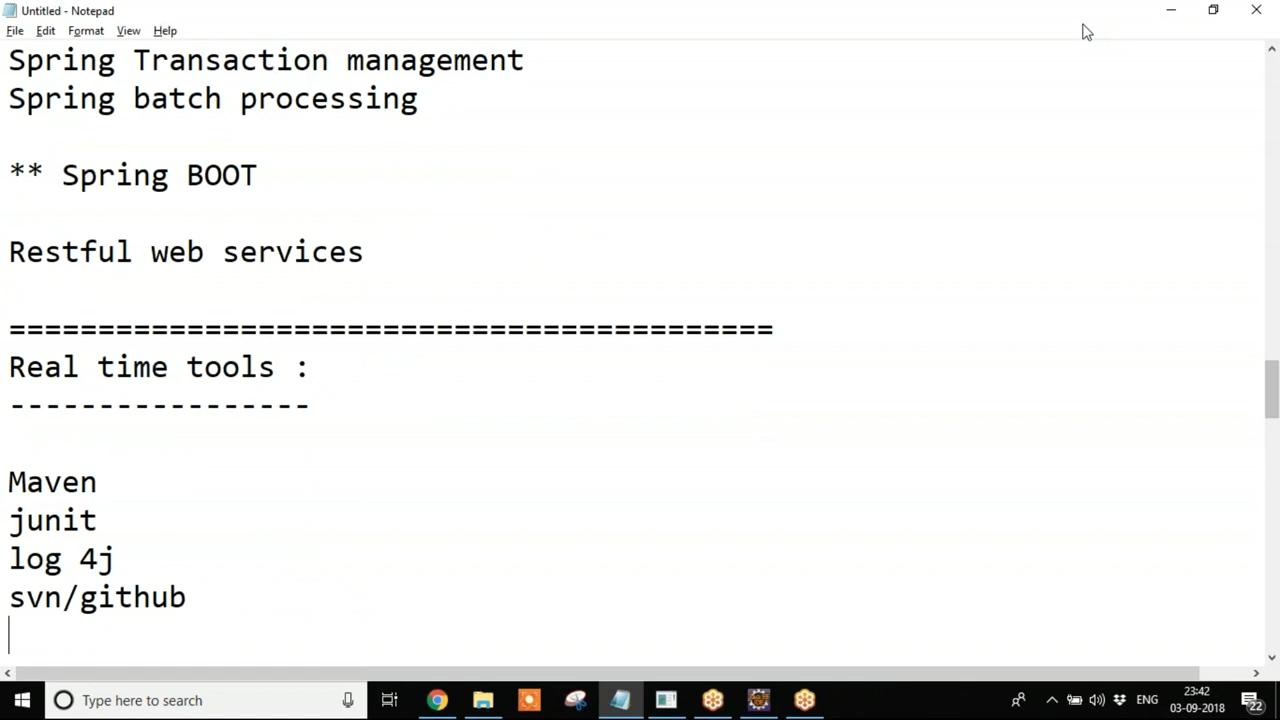 Untitled - Notepad
File Edit Format View Help
Spring Transaction management
Spring batch processing
** Spring BOOT
Restful web services
===========================================
Real time tools :
-----------------
Maven
junit
log 4j
svn/github
Type here to search
ENG
23:42
03-09-2018
22